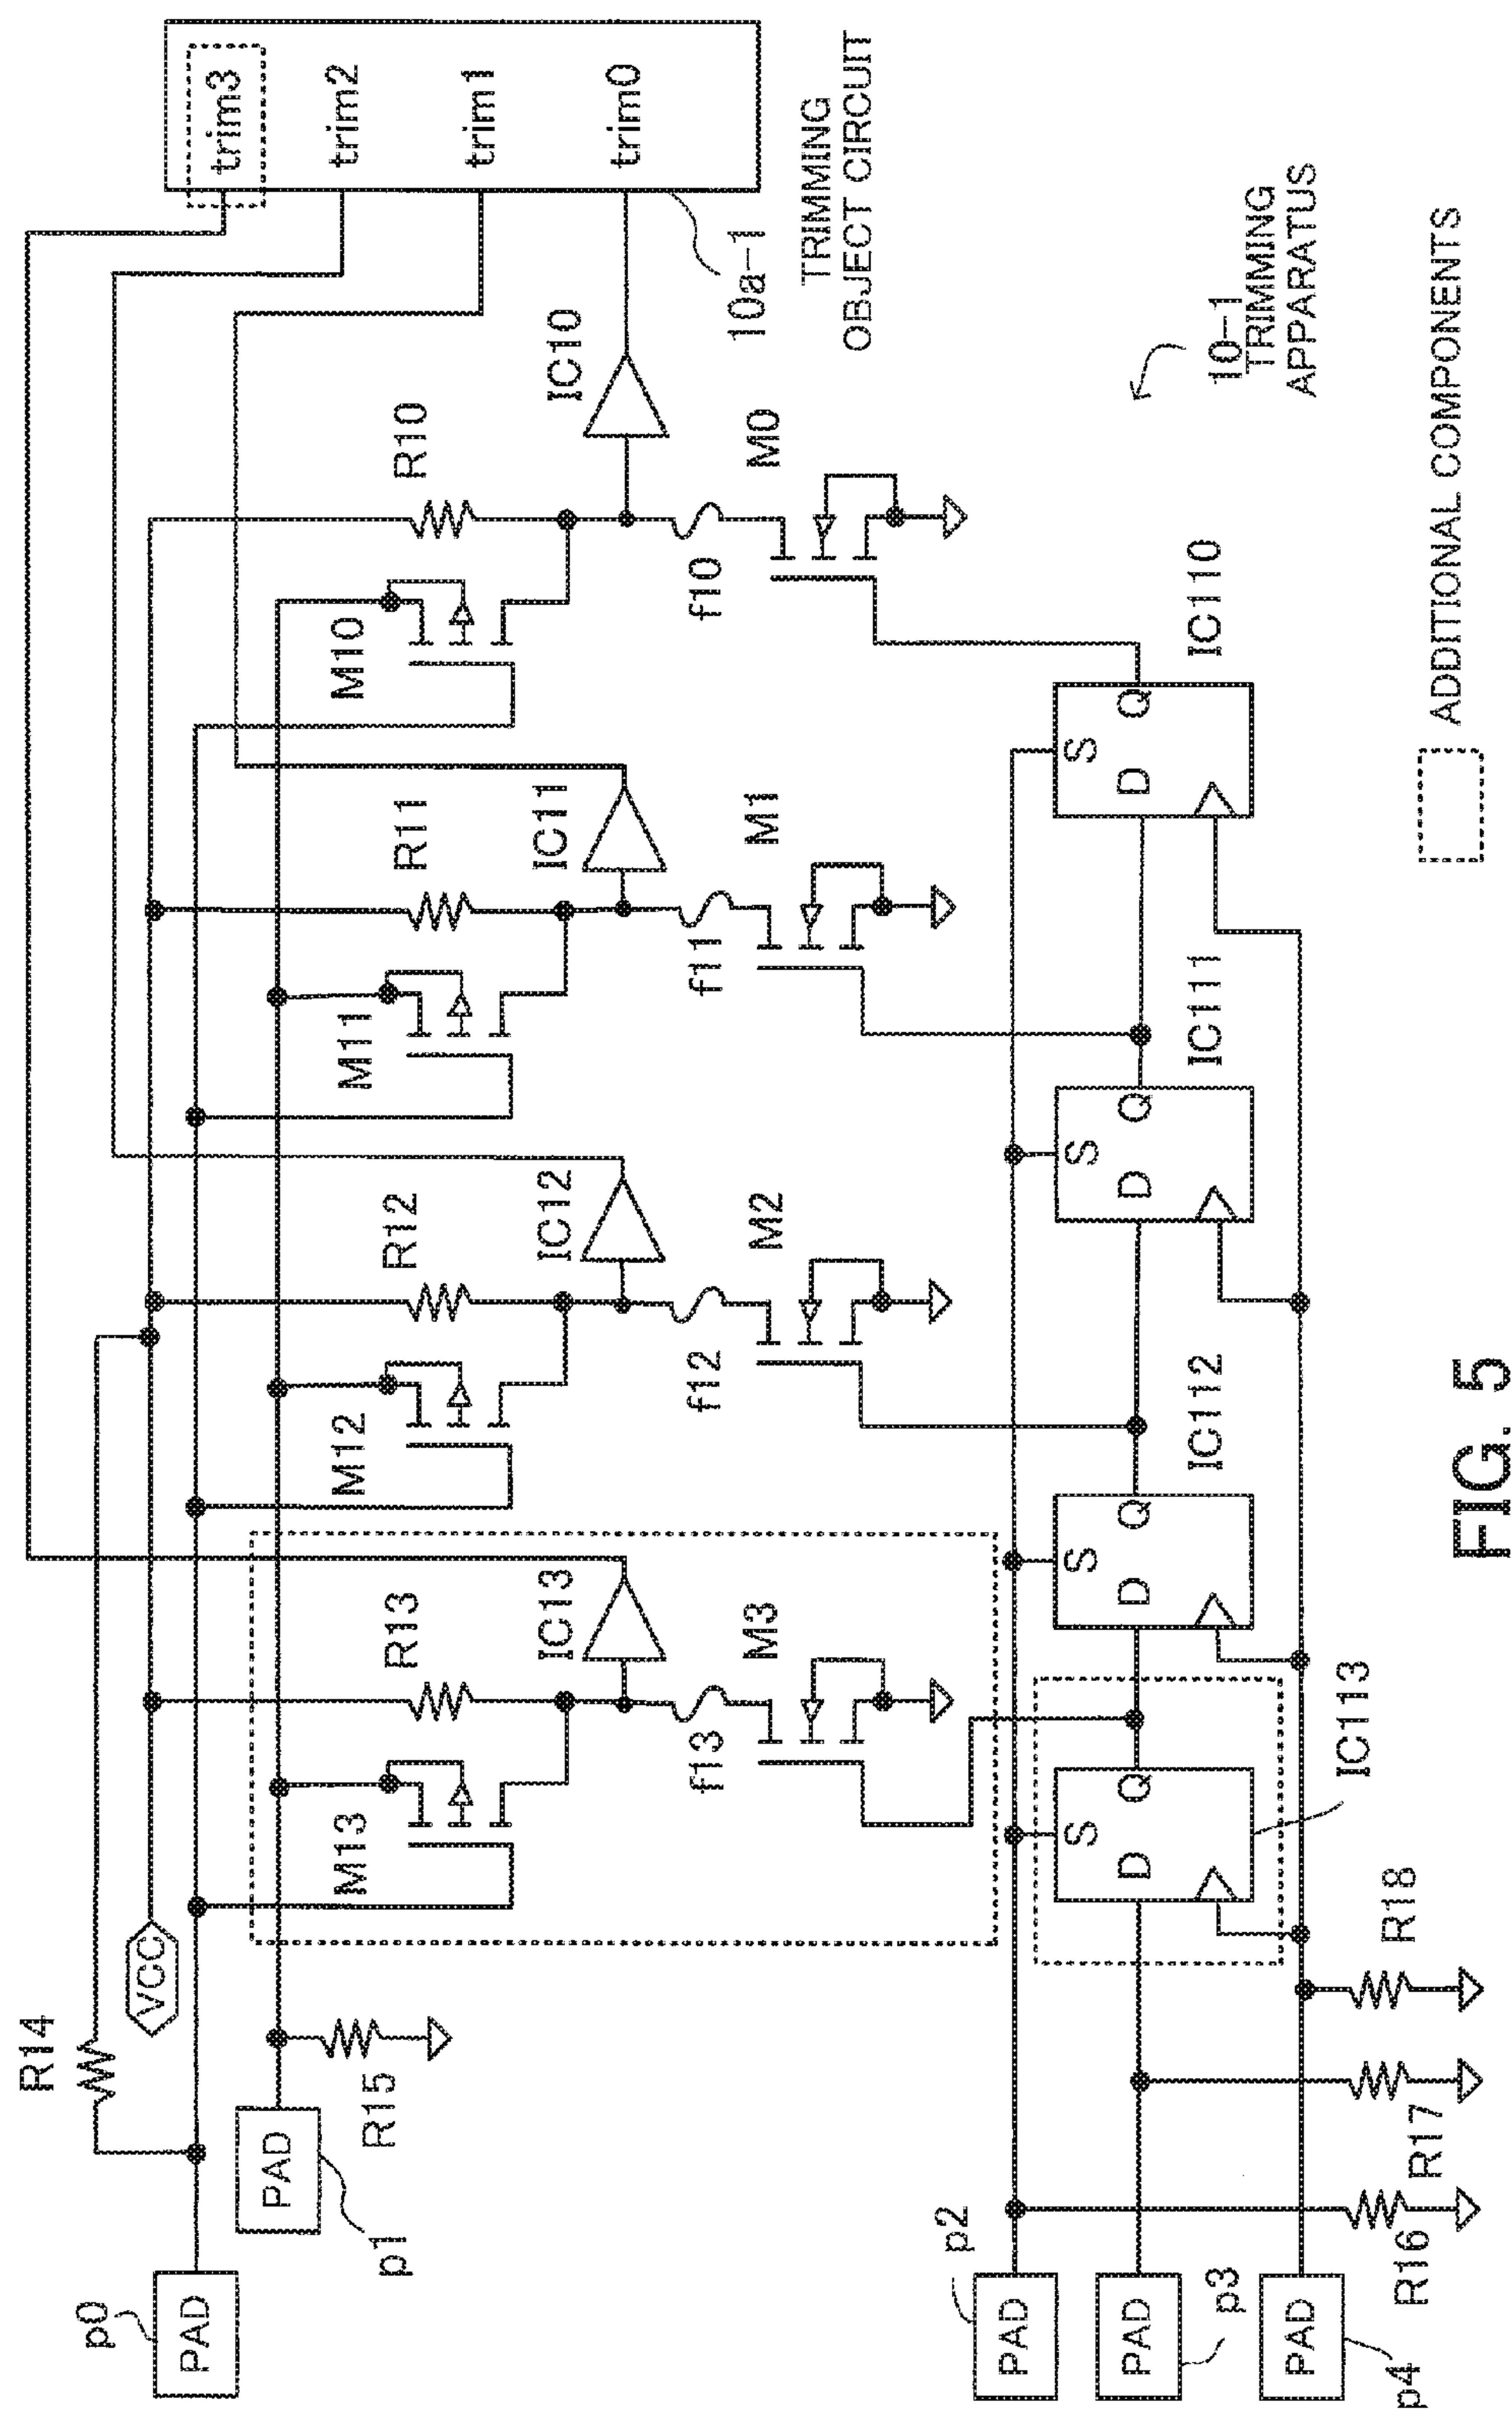 R14
VCC
p0
PAD
PAD
p1
R15
M13
R13
IC13
f13
M3
M12
R12
IC12
f12
M2
M11
R11
IC11
f11
M1
M10
R10
IC10
f10
M0
trim3
trim2
trim1
trim0
10a-1
TRIMMING
OBJECT CIRCUIT
10-1
TRIMMING
APPARATUS
p2
PAD
PAD
p3
PAD
p4
R16
R17
R18
S
D
Q
IC113
S
D
Q
IC112
S
D
Q
IC111
S
D
Q
IC110
ADDITIONAL COMPONENTS
FIG. 5